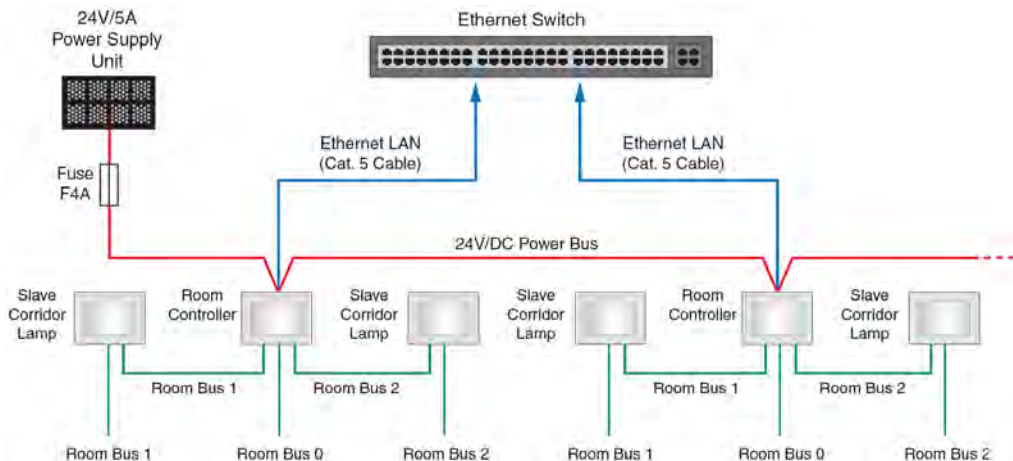 24V/5A
Power Supply
Unit
Ethernet Switch
Ethernet LAN
(Cat. 5 Cable)
Ethernet LAN
(Cat. 5 Cable)
Fuse
F4A
24V/DC Power Bus
Slave
Corridor
Lamp
Room
Controller
Slave
Corridor
Lamp
Slave
Corridor
Lamp
Room
Controller
Slave
Corridor
Lamp
Room Bus 1
Room Bus 2
Room Bus 1
Room Bus 2
Room Bus 1
Room Bus 0
Room Bus 2
Room Bus 1
Room Bus 0
Room Bus 2